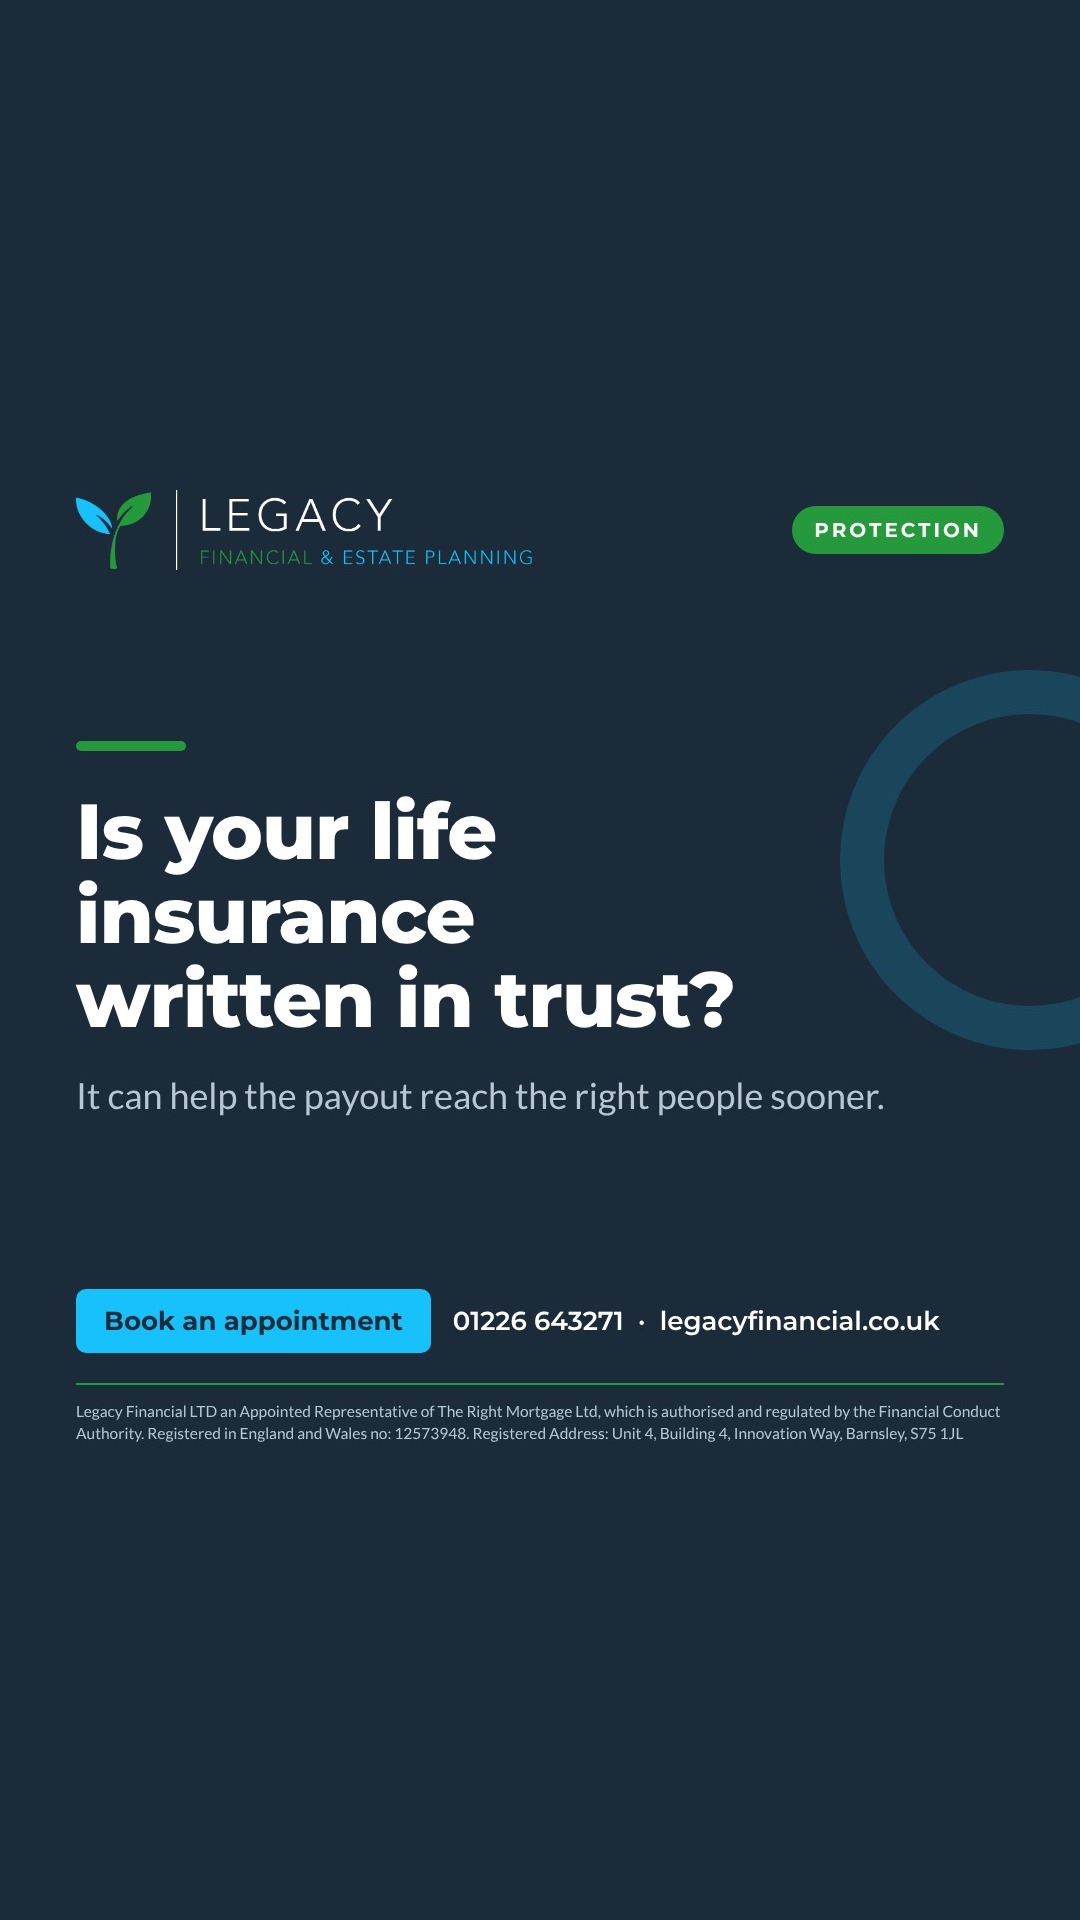 LEGACY
FINANCIAL & ESTATE PLANNING
PROTECTION
Is your life
insurance
written in trust?
It can help the payout reach the right people sooner.
Book an appointment
01226 643271 · legacyfinancial.co.uk
Legacy Financial LTD an Appointed Representative of The Right Mortgage Ltd, which is authorised and regulated by the Financial Conduct
Authority. Registered in England and Wales no: 12573948. Registered Address: Unit 4, Building 4, Innovation Way, Barnsley, S75 1JL